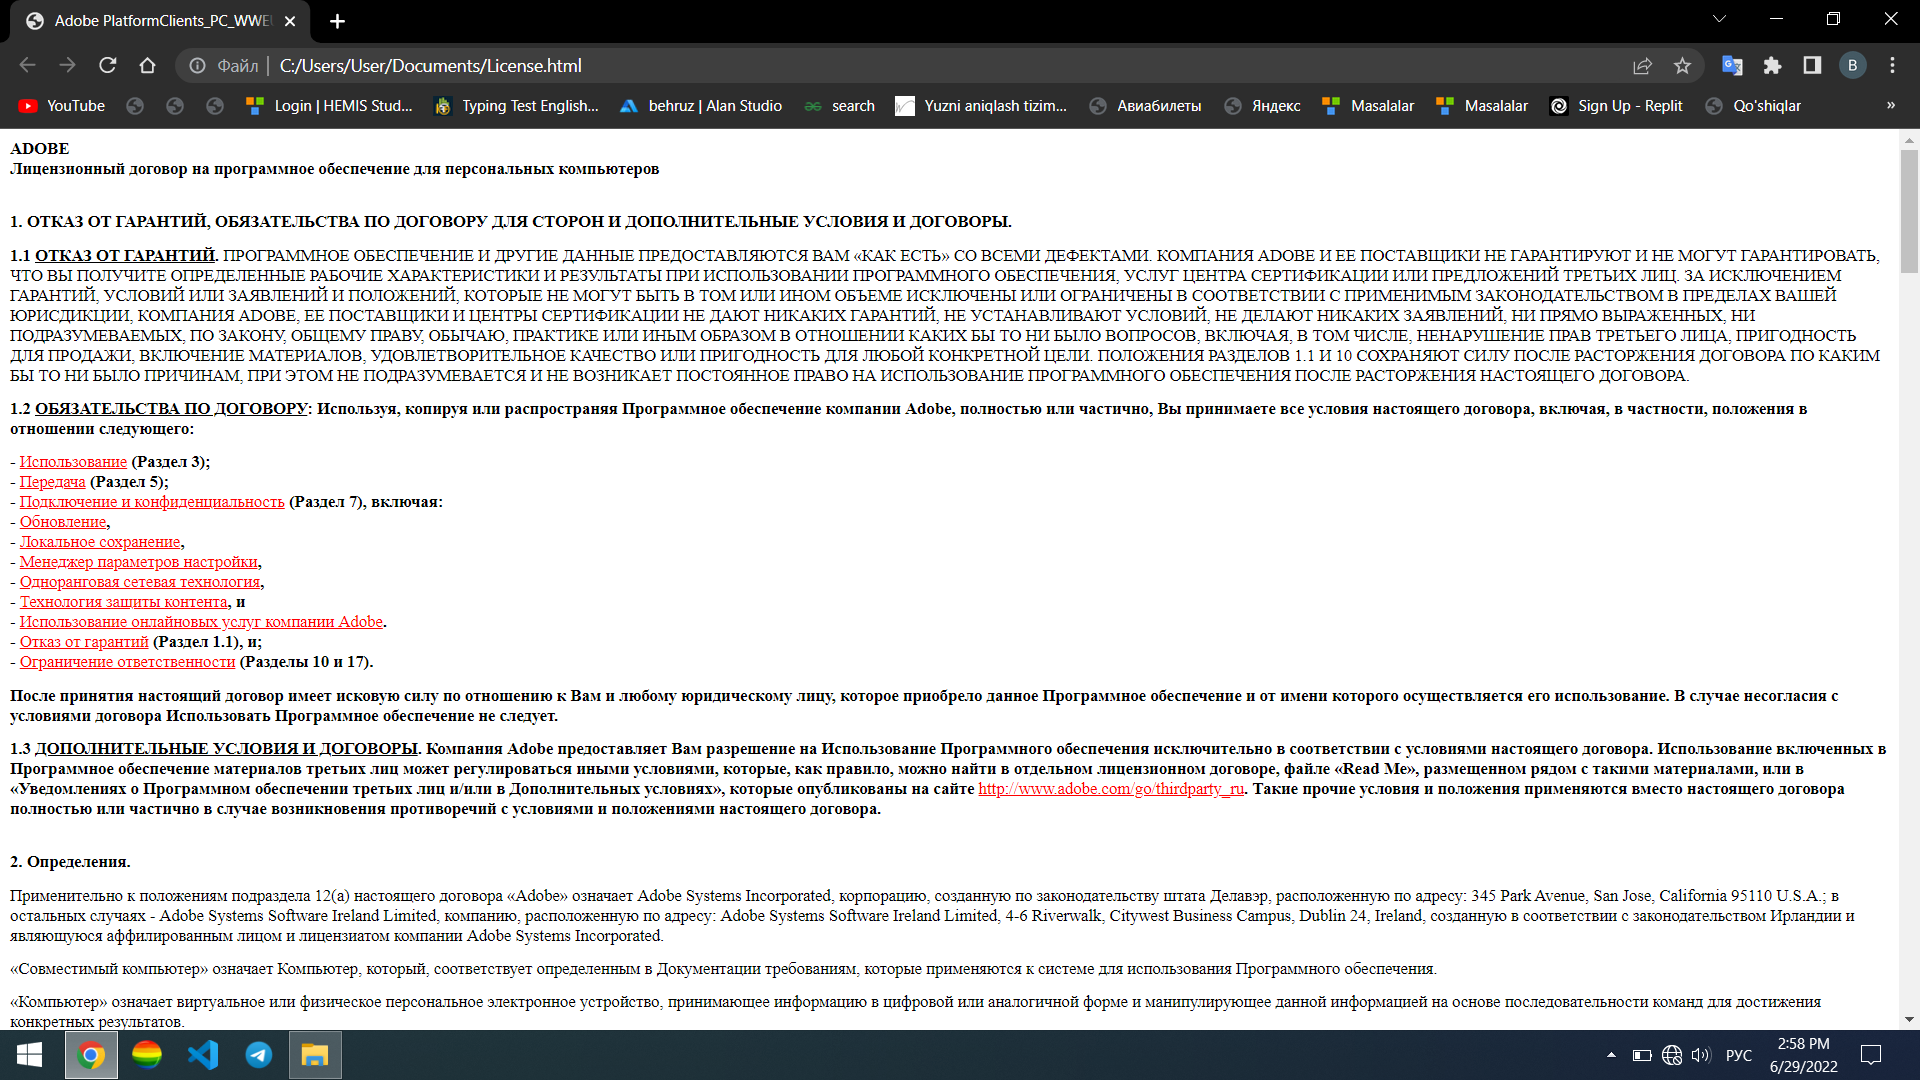 Adobe PlatformClients_PC_WWEU
Файл | C:/Users/User/Documents/License.html
B
YouTube
Login | HEMIS Stud...
Typing Test English...
behruz | Alan Studio
search
Yuzni aniqlash tizim...
Авиабилеты
Яндекс
Masalalar
Masalalar
Sign Up - Replit
Qo'shiqlar
»
ADOBE
Лицензионный договор на программное обеспечение для персональных компьютеров
1. ОТКАЗ ОТ ГАРАНТИЙ, ОБЯЗАТЕЛЬСТВА ПО ДОГОВОРУ ДЛЯ СТОРОН И ДОПОЛНИТЕЛЬНЫЕ УСЛОВИЯ И ДОГОВОРЫ.
1.1 ОТКАЗ ОТ ГАРАНТИЙ. ПРОГРАММНОЕ ОБЕСПЕЧЕНИЕ И ДРУГИЕ ДАННЫЕ ПРЕДОСТАВЛЯЮТСЯ ВАМ «КАК ЕСТЬ» СО ВСЕМИ ДЕФЕКТАМИ. КОМПАНИЯ ADOBE И ЕЕ ПОСТАВЩИКИ НЕ ГАРАНТИРУЮТ И НЕ МОГУТ ГАРАНТИРОВАТЬ,
ЧТО ВЫ ПОЛУЧИТЕ ОПРЕДЕЛЕННЫЕ РАБОЧИЕ ХАРАКТЕРИСТИКИ И РЕЗУЛЬТАТЫ ПРИ ИСПОЛЬЗОВАНИИ ПРОГРАММНОГО ОБЕСПЕЧЕНИЯ, УСЛУГ ЦЕНТРА СЕРТИФИКАЦИИ ИЛИ ПРЕДЛОЖЕНИЙ ТРЕТЬИХ ЛИЦ. ЗА ИСКЛЮЧЕНИЕМ
ГАРАНТИЙ, УСЛОВИЙ ИЛИ ЗАЯВЛЕНИЙ И ПОЛОЖЕНИЙ, КОТОРЫЕ НЕ МОГУТ БЫТЬ В ТОМ ИЛИ ИНОМ ОБЪЕМЕ ИСКЛЮЧЕНЫ ИЛИ ОГРАНИЧЕНЫ В СООТВЕТСТВИИ С ПРИМЕНИМЫМ ЗАКОНОДАТЕЛЬСТВОМ В ПРЕДЕЛАХ ВАШЕЙ
ЮРИСДИКЦИИ, КОМПАНИЯ ADOBE, ЕЕ ПОСТАВЩИКИ И ЦЕНТРЫ СЕРТИФИКАЦИИ НЕ ДАЮТ НИКАКИХ ГАРАНТИЙ, НЕ УСТАНАВЛИВАЮТ УСЛОВИЙ, НЕ ДЕЛАЮТ НИКАКИХ ЗАЯВЛЕНИЙ, НИ ПРЯМО ВЫРАЖЕННЫХ, НИ
ПОДРАЗУМЕВАЕМЫХ, ПО ЗАКОНУ, ОБЩЕМУ ПРАВУ, ОБЫЧАЮ, ПРАКТИКЕ ИЛИ ИНЫМ ОБРАЗОМ В ОТНОШЕНИИ КАКИХ БЫ ТО НИ БЫЛО ВОПРОСОВ, ВКЛЮЧАЯ, В ТОМ ЧИСЛЕ, НЕНАРУШЕНИЕ ПРАВ ТРЕТЬЕГО ЛИЦА, ПРИГОДНОСТЬ
ДЛЯ ПРОДАЖИ, ВКЛЮЧЕНИЕ МАТЕРИАЛОВ, УДОВЛЕТВОРИТЕЛЬНОЕ КАЧЕСТВО ИЛИ ПРИГОДНОСТЬ ДЛЯ ЛЮБОЙ КОНКРЕТНОЙ ЦЕЛИ. ПОЛОЖЕНИЯ РАЗДЕЛОВ 1.1 И 10 СОХРАНЯЮТ СИЛУ ПОСЛЕ РАСТОРЖЕНИЯ ДОГОВОРА ПО КАКИМ
БЫ ТО НИ БЫЛО ПРИЧИНАМ, ПРИ ЭТОМ НЕ ПОДРАЗУМЕВАЕТСЯ И НЕ ВОЗНИКАЕТ ПОСТОЯННОЕ ПРАВО НА ИСПОЛЬЗОВАНИЕ ПРОГРАММНОГО ОБЕСПЕЧЕНИЯ ПОСЛЕ РАСТОРЖЕНИЯ НАСТОЯЩЕГО ДОГОВОРА.
1.2 ОБЯЗАТЕЛЬСТВА ПО ДОГОВОРУ: Используя, копируя или распространяя Программное обеспечение компании Adobe, полностью или частично, Вы принимаете все условия настоящего договора, включая, в частности, положения в
отношении следующего:
- Использование (Раздел 3);
- Передача (Раздел 5);
- Подключение и конфиденциальность (Раздел 7), включая:
- Обновление,
- Локальное сохранение,
- Менеджер параметров настройки,
- Одноранговая сетевая технология,
- Технология защиты контента, и
- Использование онлайновых услуг компании Adobe.
- Отказ от гарантий (Раздел 1.1), и;
- Ограничение ответственности (Разделы 10 и 17).
После принятия настоящий договор имеет исковую силу по отношению к Вам и любому юридическому лицу, которое приобрело данное Программное обеспечение и от имени которого осуществляется его использование. В случае несогласия с
условиями договора Использовать Программное обеспечение не следует.
1.3 ДОПОЛНИТЕЛЬНЫЕ УСЛОВИЯ И ДОГОВОРЫ. Компания Adobe предоставляет Вам разрешение на Использование Программного обеспечения исключительно в соответствии с условиями настоящего договора. Использование включенных в
Программное обеспечение материалов третьих лиц может регулироваться иными условиями, которые, как правило, можно найти в отдельном лицензионном договоре, файле «Read Me», размещенном рядом с такими материалами, или в
«Уведомлениях о Программном обеспечении третьих лиц и/или в Дополнительных условиях», которые опубликованы на сайте http://www.adobe.com/go/thirdparty_ru. Такие прочие условия и положения применяются вместо настоящего договора
полностью или частично в случае возникновения противоречий с условиями и положениями настоящего договора.
2. Определения.
Применительно к положениям подраздела 12(a) настоящего договора «Adobe» означает Adobe Systems Incorporated, корпорацию, созданную по законодательству штата Делавэр, расположенную по адресу: 345 Park Avenue, San Jose, California 95110 U.S.A.; в
остальных случаях - Adobe Systems Software Ireland Limited, компанию, расположенную по адресу: Adobe Systems Software Ireland Limited, 4-6 Riverwalk, Citywest Business Campus, Dublin 24, Ireland, созданную в соответствии с законодательством Ирландии и
являющуюся аффилированным лицом и лицензиатом компании Adobe Systems Incorporated.
«Совместимый компьютер» означает Компьютер, который, соответствует определенным в Документации требованиям, которые применяются к системе для использования Программного обеспечения.
«Компьютер» означает виртуальное или физическое персональное электронное устройство, принимающее информацию в цифровой или аналогичной форме и манипулирующее данной информацией на основе последовательности команд для достижения
конкретных результатов.
РУС
2:58 PM
6/29/2022